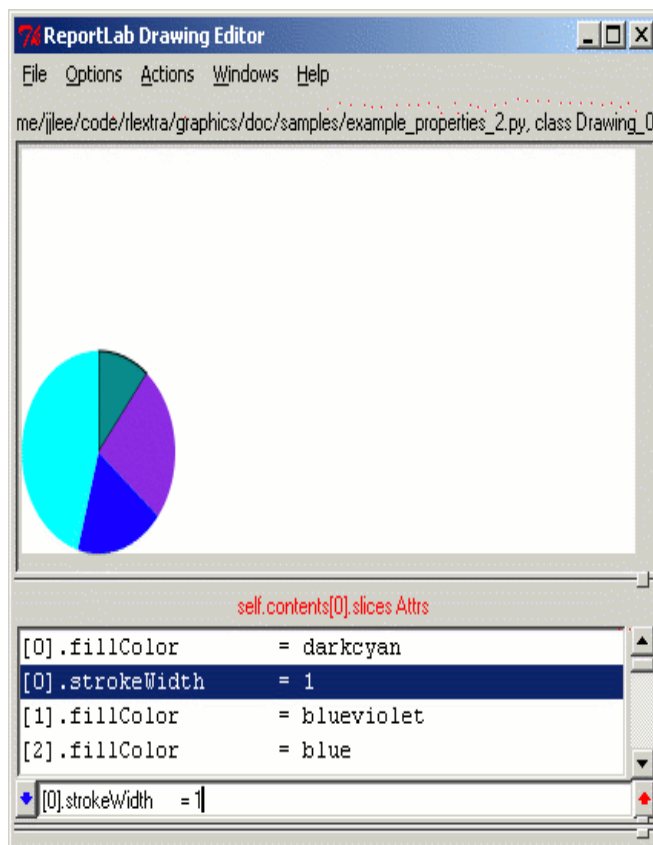 ReportLab Drawing Editor
File Options Actions Windows Help
me/jjlee/code/rlextra/graphics/doc/samples/example_properties_2.py, class Drawing_0
self.contents[0].slices Attrs
[0].fillColor = darkcyan
[0].strokeWidth = 1
[1].fillColor = blueviolet
[2].fillColor = blue
[0].strokeWidth = 1